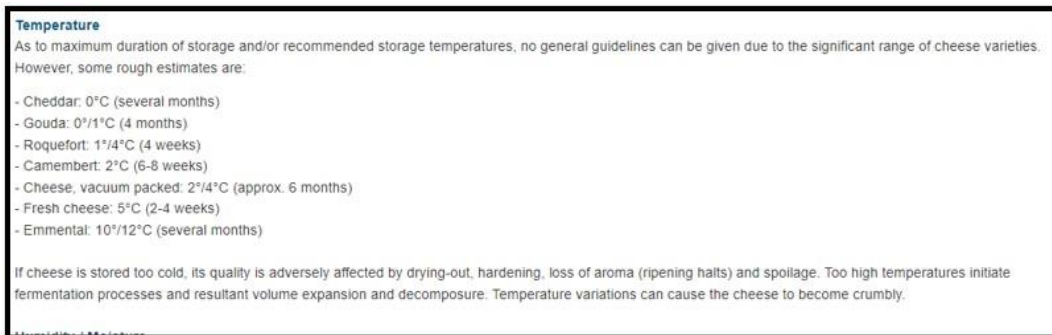 Temperature
As to maximum duration of storage and/or recommended storage temperatures, no general guidelines can be given due to the significant range of cheese varieties.
However, some rough estimates are:
- Cheddar: 0°C (several months)
- Gouda: 0°/1°C (4 months)
- Roquefort: 1°/4°C (4 weeks)
- Camembert: 2°C (6-8 weeks)
- Cheese, vacuum packed: 2°/4°C (approx. 6 months)
- Fresh cheese: 5°C (2-4 weeks)
- Emmental: 10°/12°C (several months)
If cheese is stored too cold, its quality is adversely affected by drying-out, hardening, loss of aroma (ripening halts) and spoilage. Too high temperatures initiate
fermentation processes and resultant volume expansion and decomposure. Temperature variations can cause the cheese to become crumbly.
Humidity / Moisture